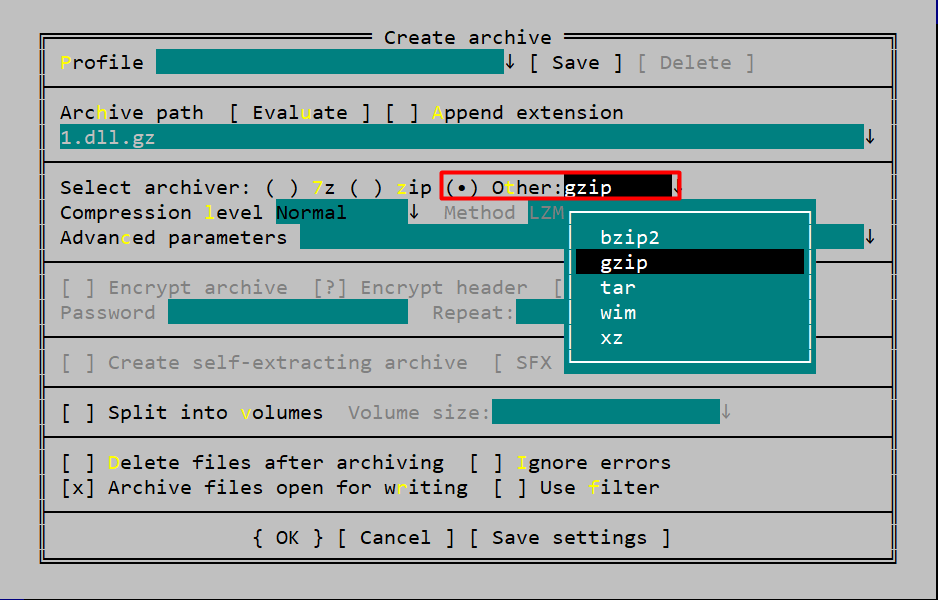 Create archive
Profile ↓ [ Save ] [ Delete ]
Archive path [ Evaluate ] [ ] Append extension
1.dll.gz ↓
Select archiver: ( ) 7z ( ) zip (•) Other:gzip ↓
Compression level Normal ↓ Method LZM
Advanced parameters ↓
bzip2
gzip
tar
wim
xz
[ ] Encrypt archive [?] Encrypt header [
Password Repeat:
[ ] Create self-extracting archive [ SFX
[ ] Split into volumes Volume size: ↓
[ ] Delete files after archiving [ ] Ignore errors
[x] Archive files open for writing [ ] Use filter
{ OK } [ Cancel ] [ Save settings ]